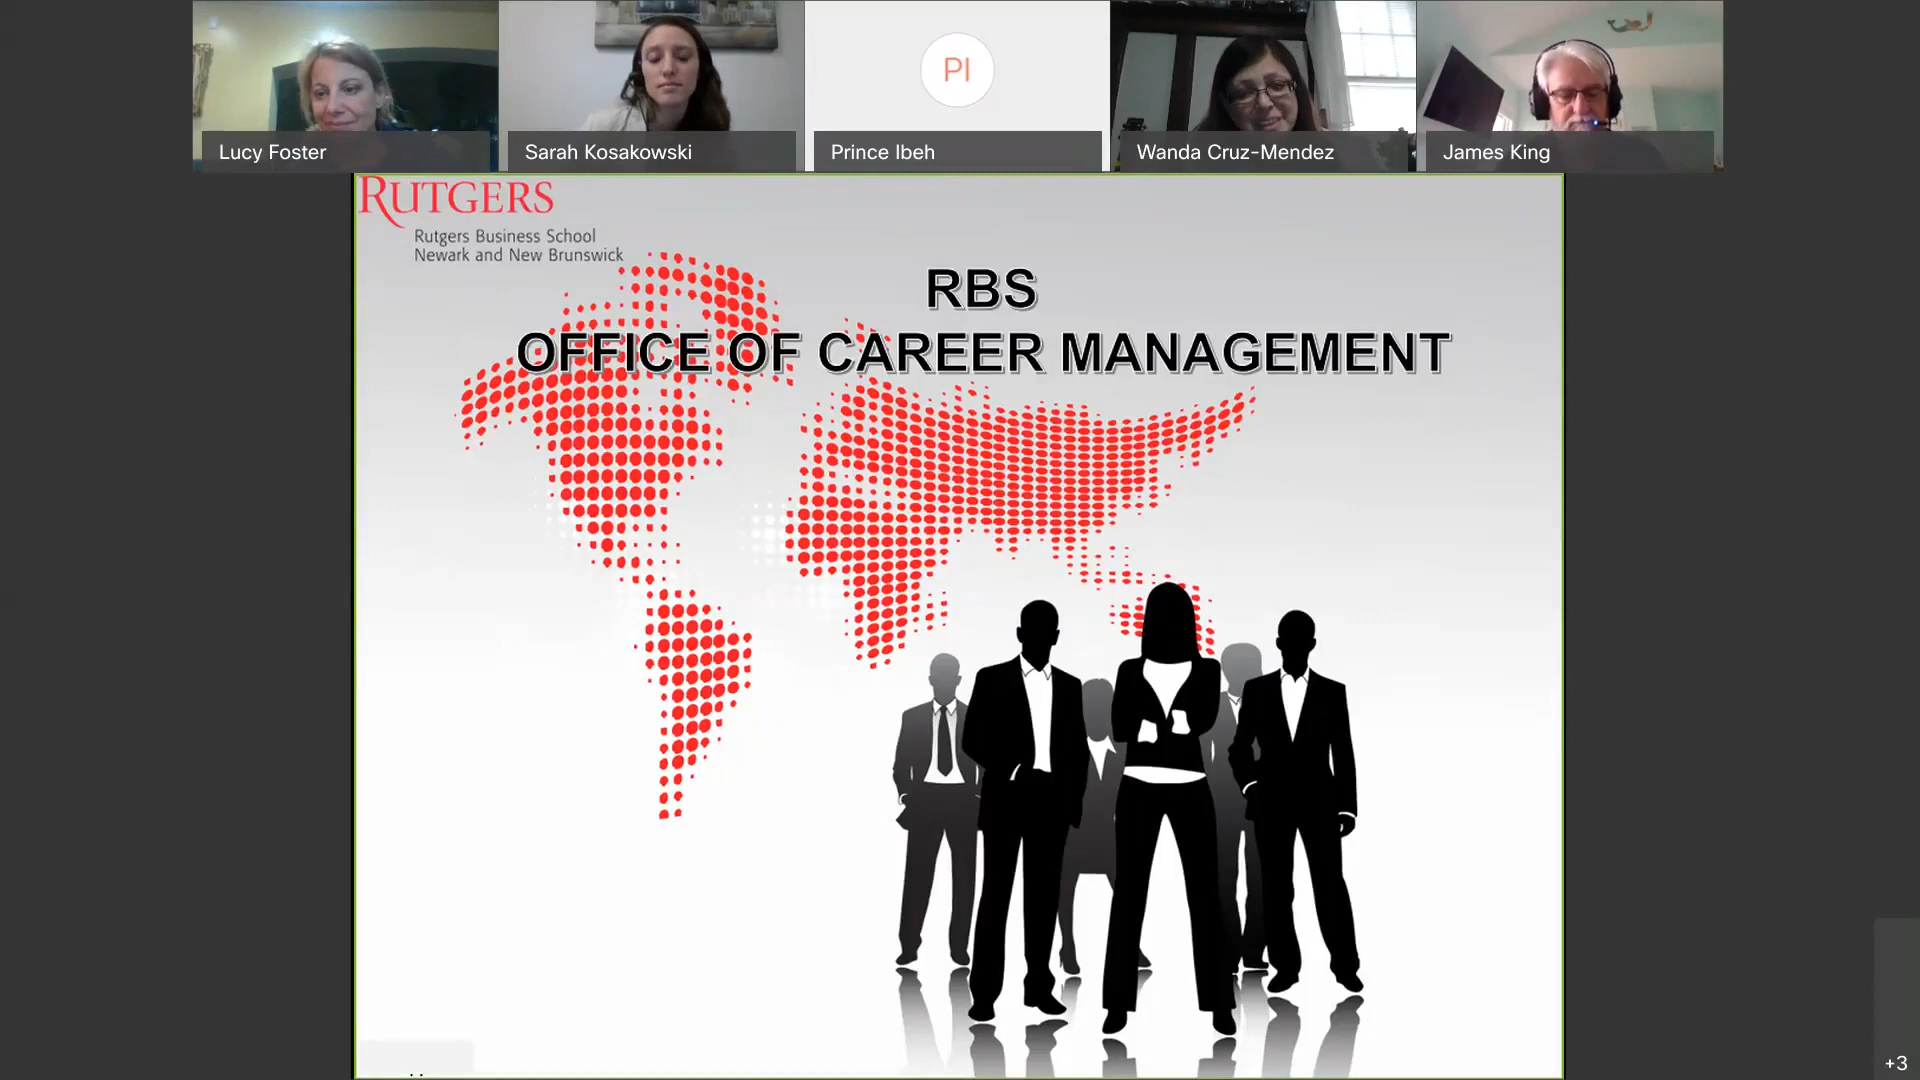 Lucy Foster
Sarah Kosakowski
PI
Prince Ibeh
Wanda Cruz-Mendez
James King
RUTGERS
Rutgers Business School
Newark and New Brunswick
RBS
OFFICE OF CAREER MANAGEMENT
+3